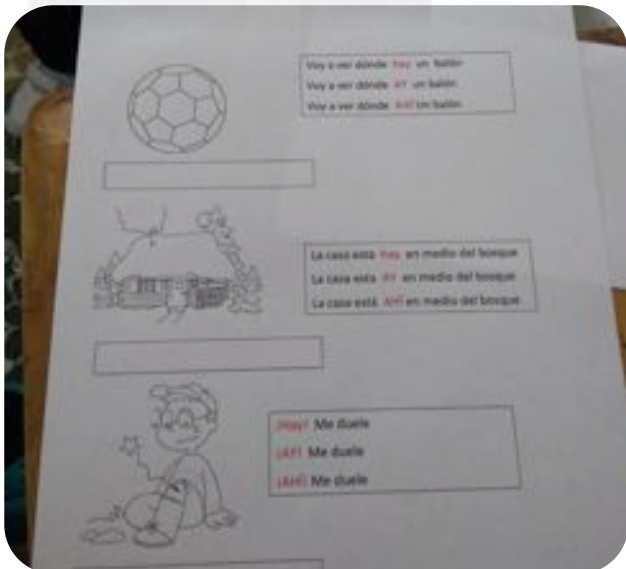 Voy a ver dónde hay un balón
Voy a ver dónde AY un balón
Voy a ver dónde AHÍ un balón
La casa está hay en medio del bosque
La casa está AY en medio del bosque
La casa está AHÍ en medio del bosque
¡Hay! Me duele
¡AY! Me duele
¡AHÍ! Me duele